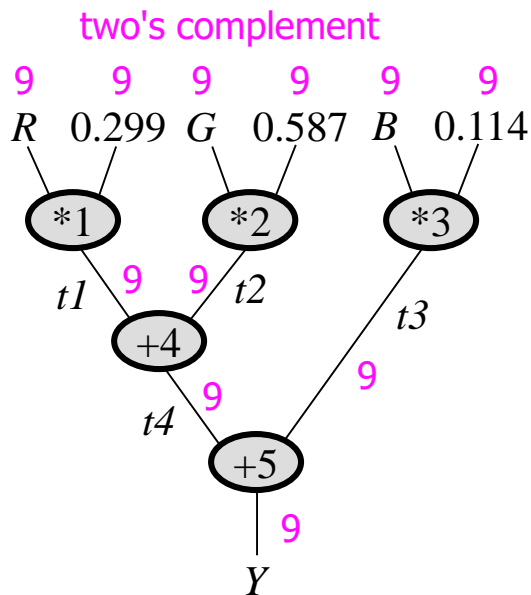 two's complement
9 9 9 9 9 9
R 0.299 G 0.587 B 0.114
*1 *2 *3
t1 9 9 t2 t3
+4
9
t4 9
+5
9
Y